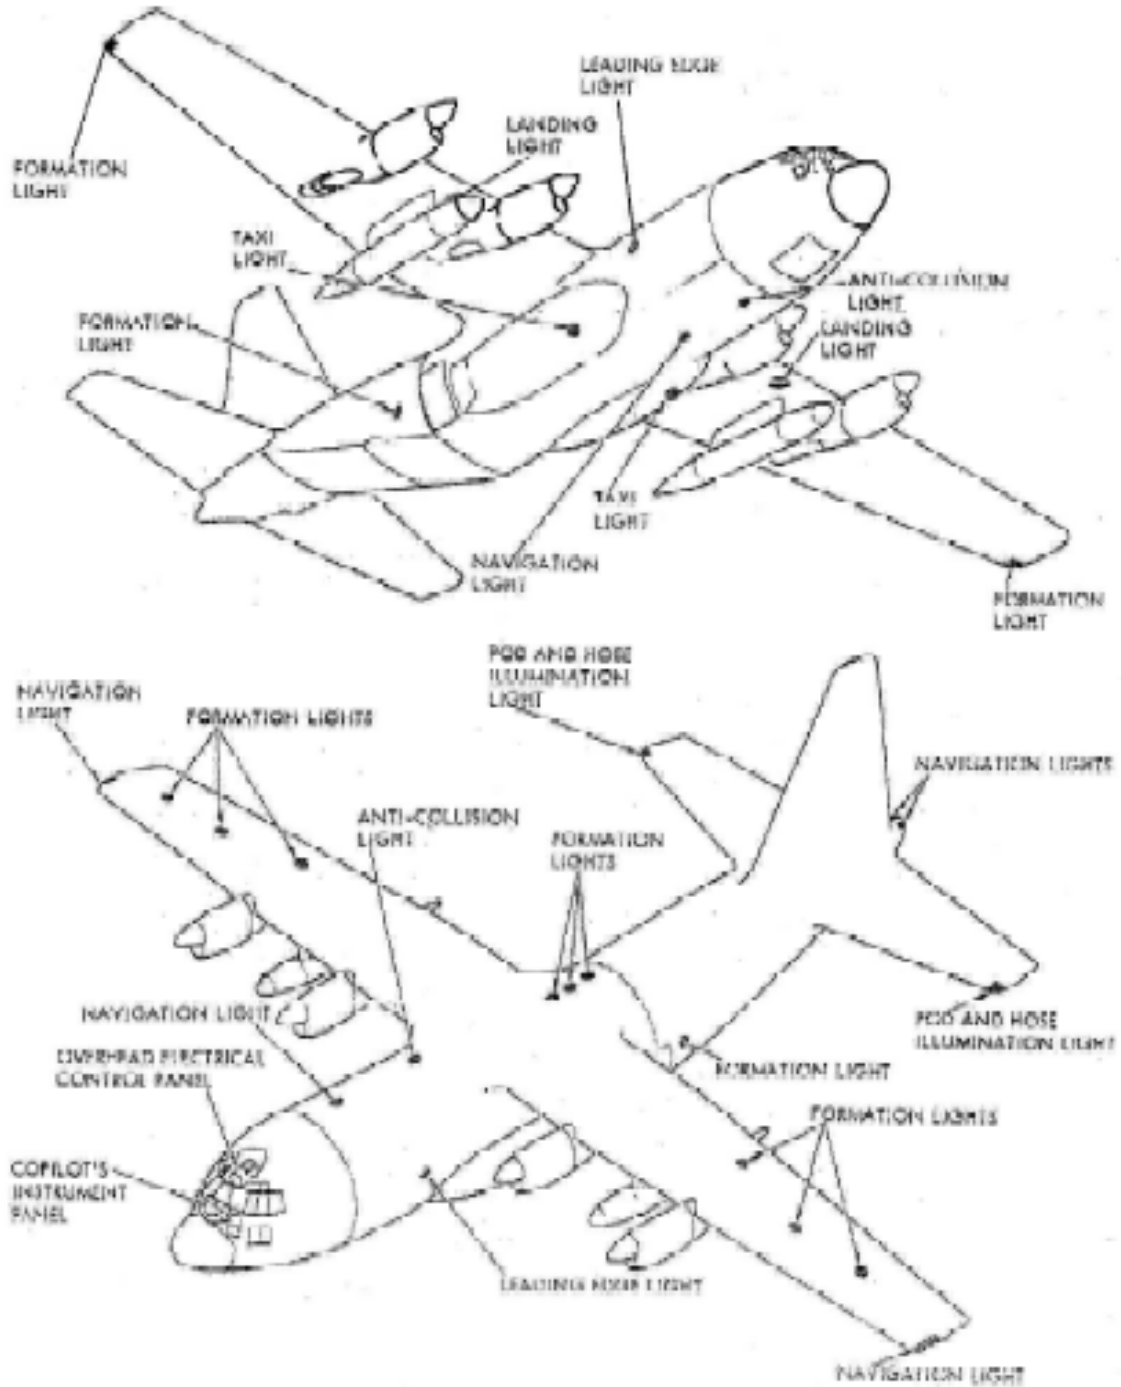 LEADING EDGE
LIGHT
LANDING
LIGHT
FORMATION
LIGHT
TAXI
LIGHT
ANTI-COLLISION
LIGHT
FORMATION
LIGHT
LANDING
LIGHT
TAXI
LIGHT
NAVIGATION
LIGHT
FORMATION
LIGHT
POD AND HOSE
ILLUMINATION
LIGHT
NAVIGATION
LIGHT
FORMATION LIGHTS
NAVIGATION LIGHTS
ANTI-COLLISION
LIGHT
FORMATION
LIGHTS
NAVIGATION LIGHT
POD AND HOSE
ILLUMINATION LIGHT
OVERHEAD ELECTRICAL
CONTROL PANEL
FORMATION LIGHT
FORMATION LIGHTS
COPILOT'S
INSTRUMENT
PANEL
LEADING EDGE LIGHT
NAVIGATION LIGHT